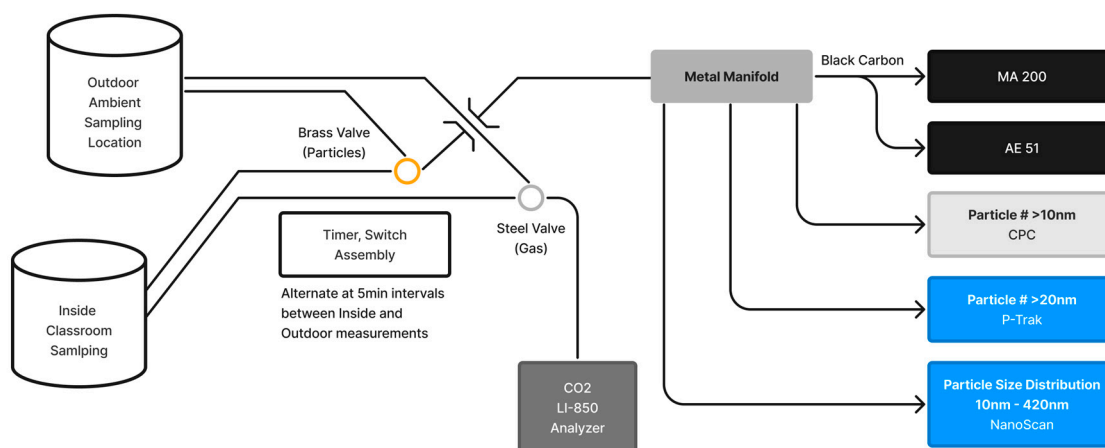 Outdoor
Ambient
Sampling
Location
Brass Valve
(Particles)
Timer, Switch
Assembly
Alternate at 5min intervals
between Inside and
Outdoor measurements
Inside
Classroom
Samlping
Steel Valve
(Gas)
CO2
LI-850
Analyzer
Metal Manifold
Black Carbon
MA 200
AE 51
Particle # >10nm
CPC
Particle # >20nm
P-Trak
Particle Size Distribution
10nm - 420nm
NanoScan